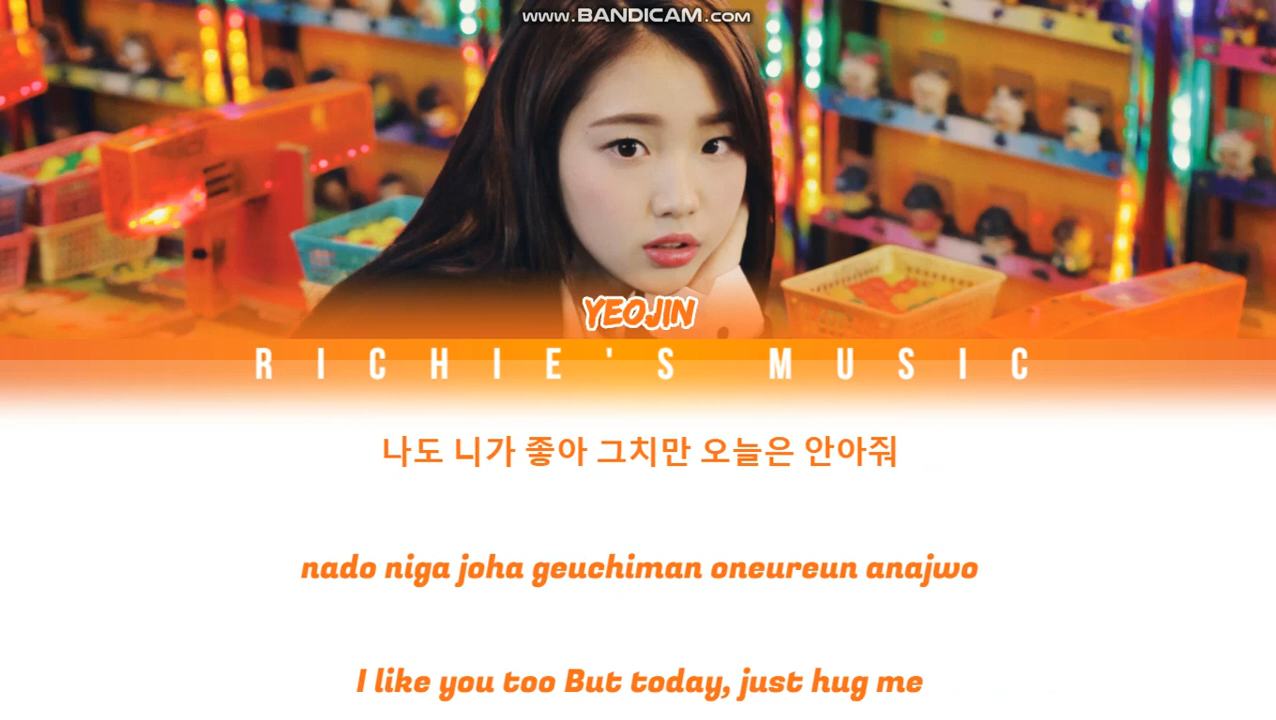 www.BANDICAM.com
YEOJIN
RICHIE'S MUSIC
나도 니가 좋아 그치만 오늘은 안아줘
nado niga joha geuchiman oneureun anajwo
I like you too But today, just hug me